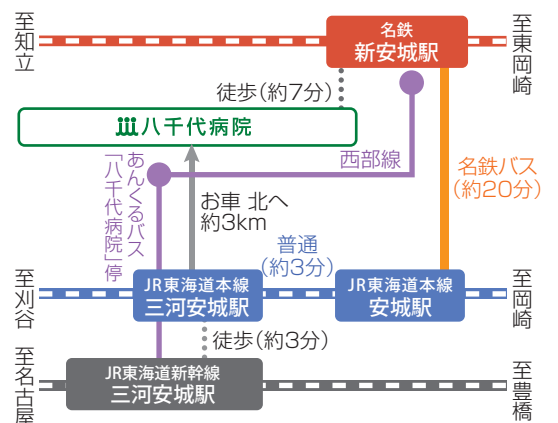 至知立
名鉄
新安城駅
至東岡崎
徒歩(約7分)
八千代病院
あんくるバス
「八千代病院」停
西部線
名鉄バス
(約20分)
お車 北へ
約3km
普通
(約3分)
至刈谷
JR東海道本線
三河安城駅
JR東海道本線
安城駅
至岡崎
徒歩(約3分)
至名古屋
JR東海道新幹線
三河安城駅
至豊橋